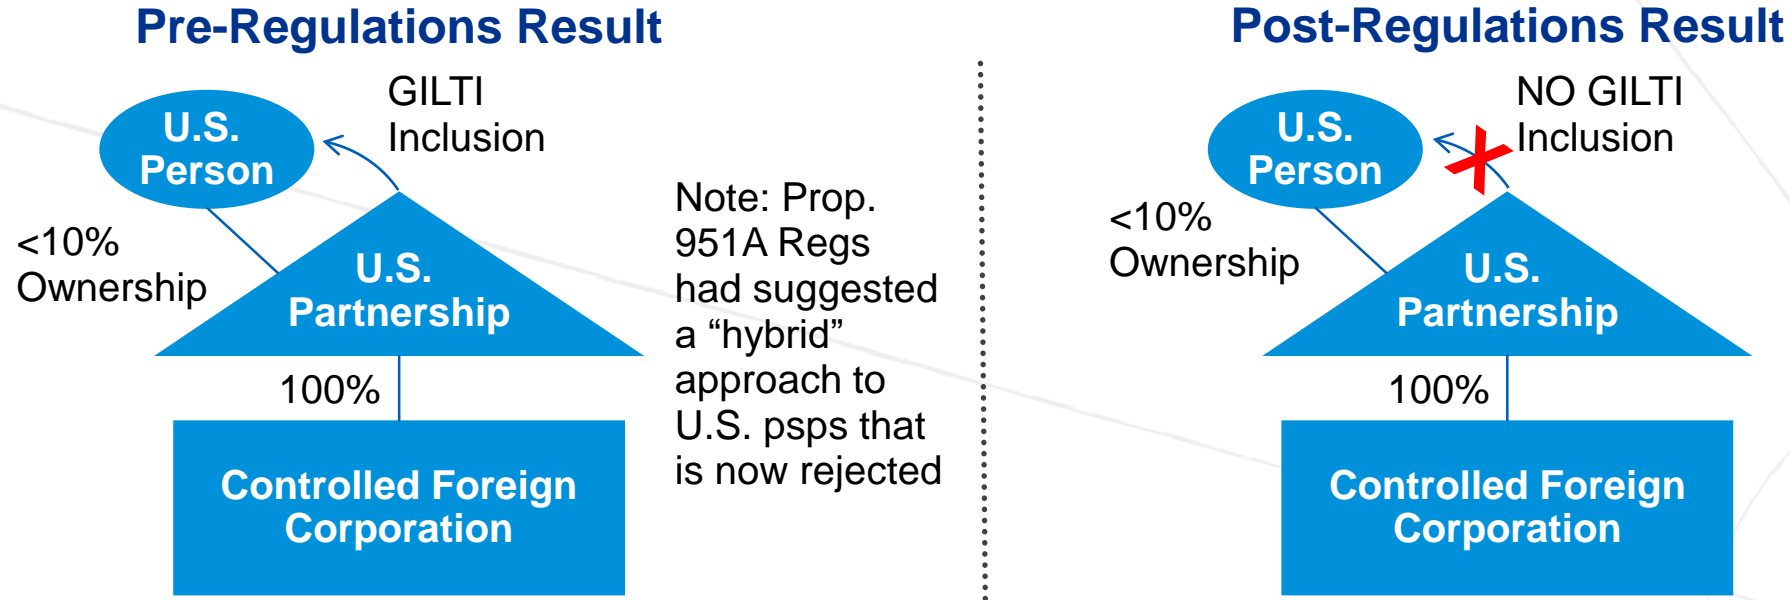 Pre-Regulations Result
GILTI
Inclusion
U.S.
Person
<10%
Ownership
U.S.
Partnership
100%
Controlled Foreign
Corporation
Note: Prop.
951A Regs
had suggested
a “hybrid”
approach to
U.S. psps that
is now rejected
Post-Regulations Result
NO GILTI
Inclusion
U.S.
Person
<10%
Ownership
U.S.
Partnership
100%
Controlled Foreign
Corporation